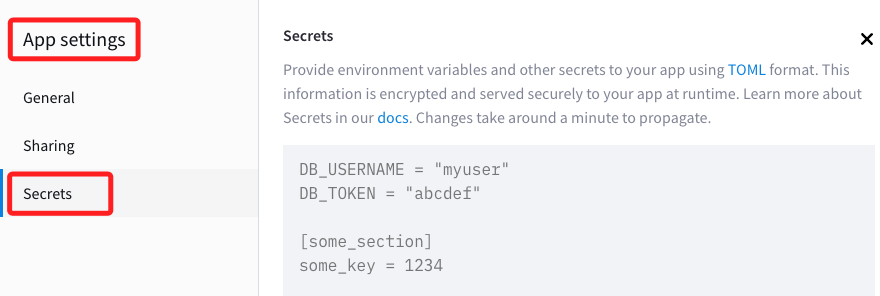 App settings
General
Sharing
Secrets
Secrets
Provide environment variables and other secrets to your app using TOML format. This
information is encrypted and served securely to your app at runtime. Learn more about
Secrets in our docs. Changes take around a minute to propagate.
DB_USERNAME = "myuser"
DB_TOKEN = "abcdef"
[some_section]
some_key = 1234